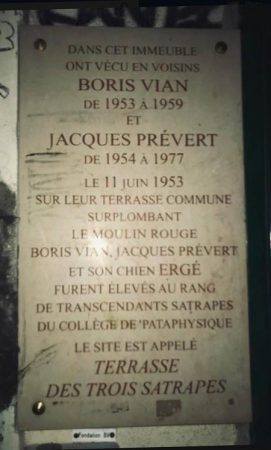 DANS CET IMMEUBLE
ONT VÉCU EN VOISINS
BORIS VIAN
DE 1953 À 1959
ET
JACQUES PRÉVERT
DE 1954 À 1977
LE 11 JUIN 1953
SUR LEUR TERRASSE COMMUNE
SURPLOMBANT
LE MOULIN ROUGE
BORIS VIAN, JACQUES PRÉVERT
ET SON CHIEN ERGÉ
FURENT ÉLEVÉS AU RANG
DE TRANSCENDANTS SATRAPES
DU COLLÈGE DE 'PATAPHYSIQUE
LE SITE EST APPELÉ
TERRASSE
DES TROIS SATRAPES
Fondation